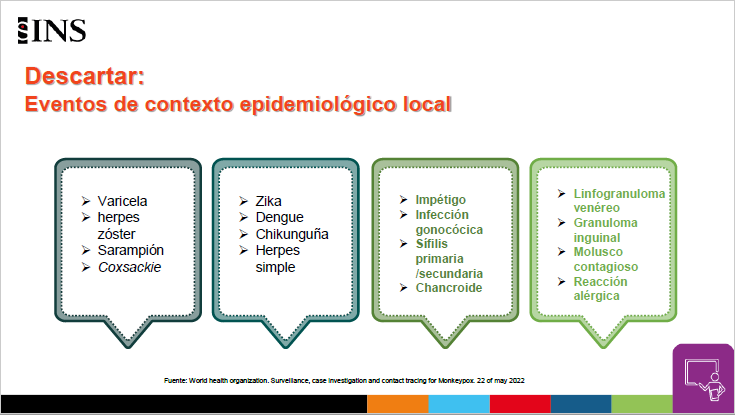 INS
Descartar:
Eventos de contexto epidemiológico local
➢ Varicela
➢ herpes
zóster
➢ Sarampión
➢ Coxsackie
➢ Zika
➢ Dengue
➢ Chikunguña
➢ Herpes
simple
➢ Impétigo
➢ Infección
gonocócica
➢ Sífilis
primaria
/secundaria
➢ Chancroide
➢ Linfogranuloma
venéreo
➢ Granuloma
inguinal
➢ Molusco
contagioso
➢ Reacción
alérgica
Fuente: World health organization. Surveillance, case investigation and contact tracing for Monkeypox. 22 of may 2022